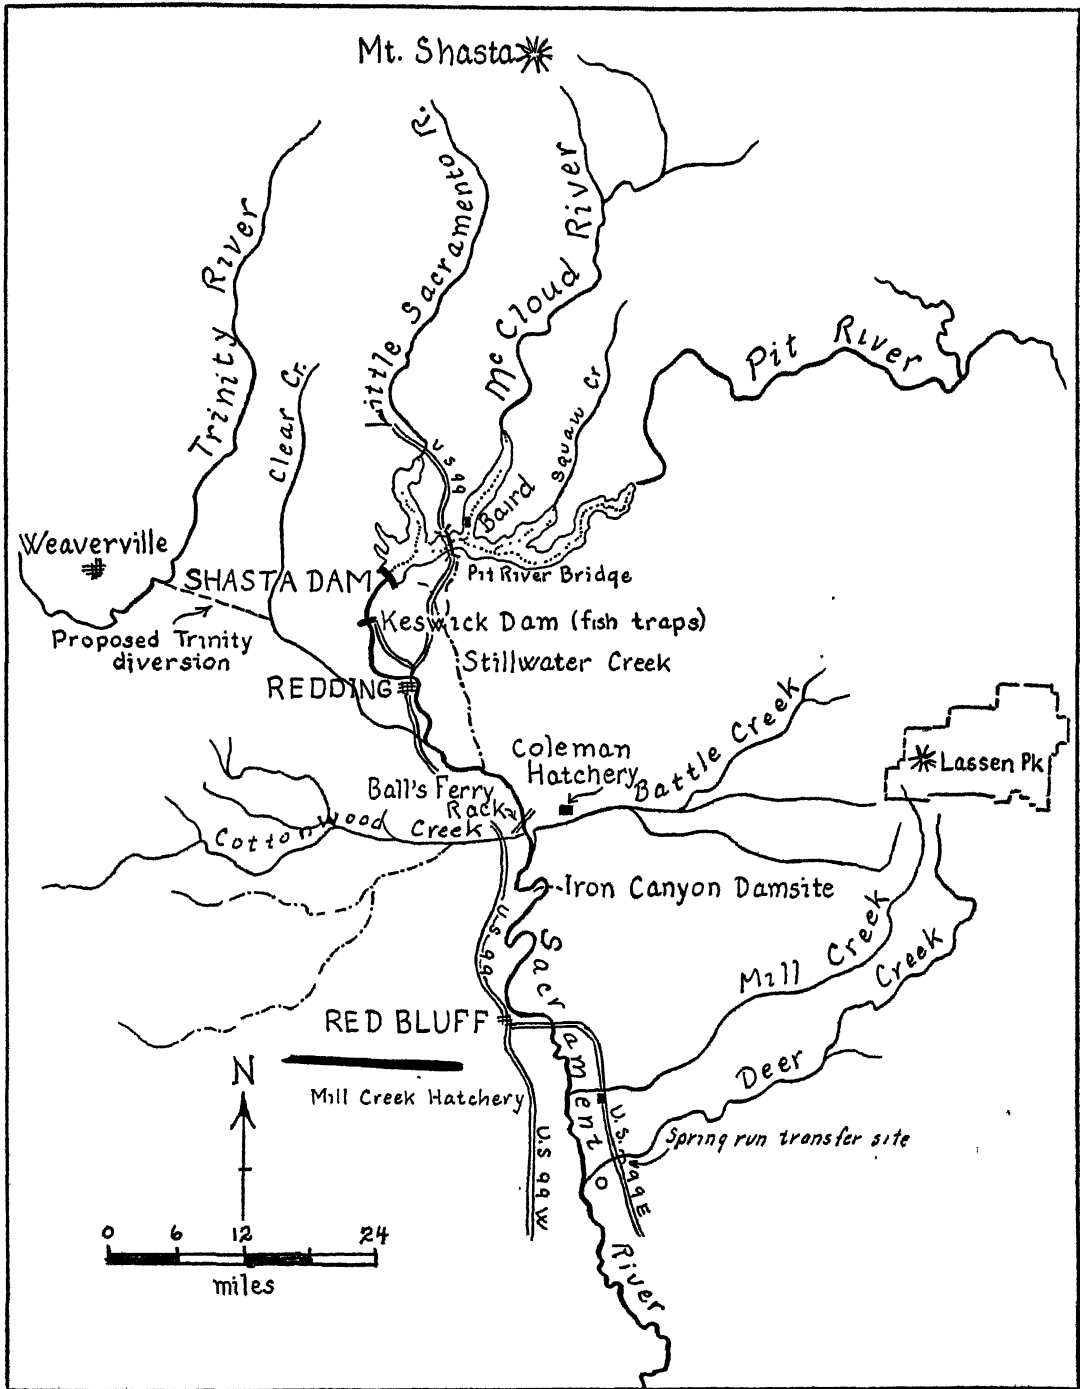 Mt. Shasta
Little Sacramento R.
McCloud River
Trinity River
Clear Cr.
Squaw Cr
Pit River
U S 99
Baird
Weaverville
SHASTA DAM
Pit River Bridge
Keswick Dam (fish traps)
Proposed Trinity
diversion
Stillwater Creek
REDDING
Coleman
Hatchery
Battle Creek
Lassen Pk
Ball's Ferry
Rack
Cottonwood Creek
Iron Canyon Damsite
U.S. 99
Mill Creek
Deer Creek
RED BLUFF
Sacramento River
N
Mill Creek Hatchery
U.S. 99E
Spring run transfer site
U.S 99 W
0 6 12 24
miles